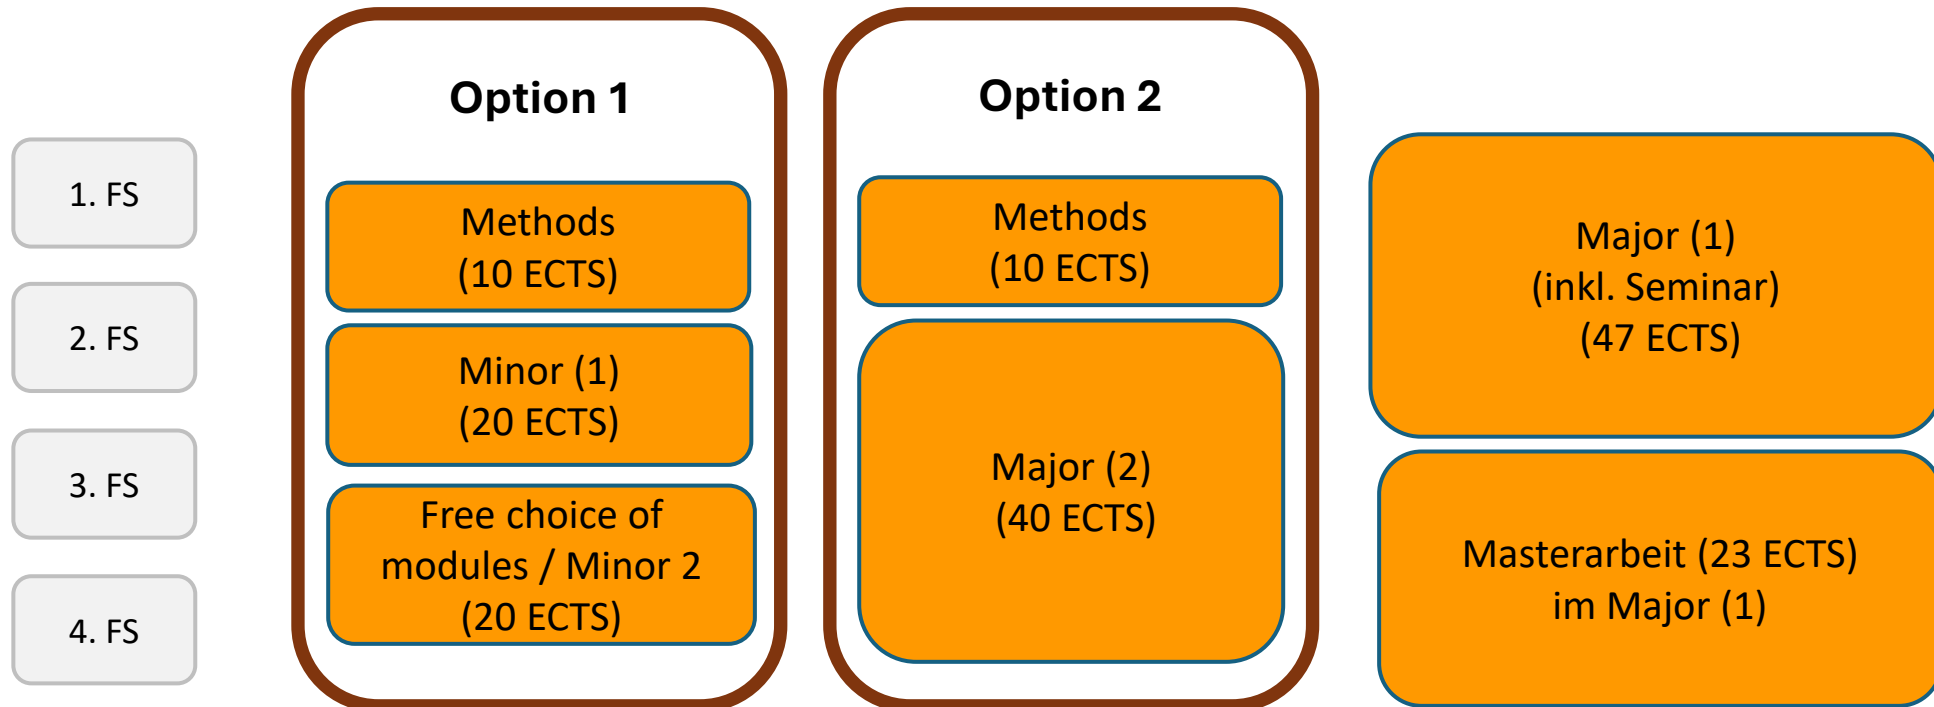 1. FS
2. FS
3. FS
4. FS
Option 1
Methods
(10 ECTS)
Minor (1)
(20 ECTS)
Free choice of
modules / Minor 2
(20 ECTS)
Option 2
Methods
(10 ECTS)
Major (2)
(40 ECTS)
Major (1)
(inkl. Seminar)
(47 ECTS)
Masterarbeit (23 ECTS)
im Major (1)